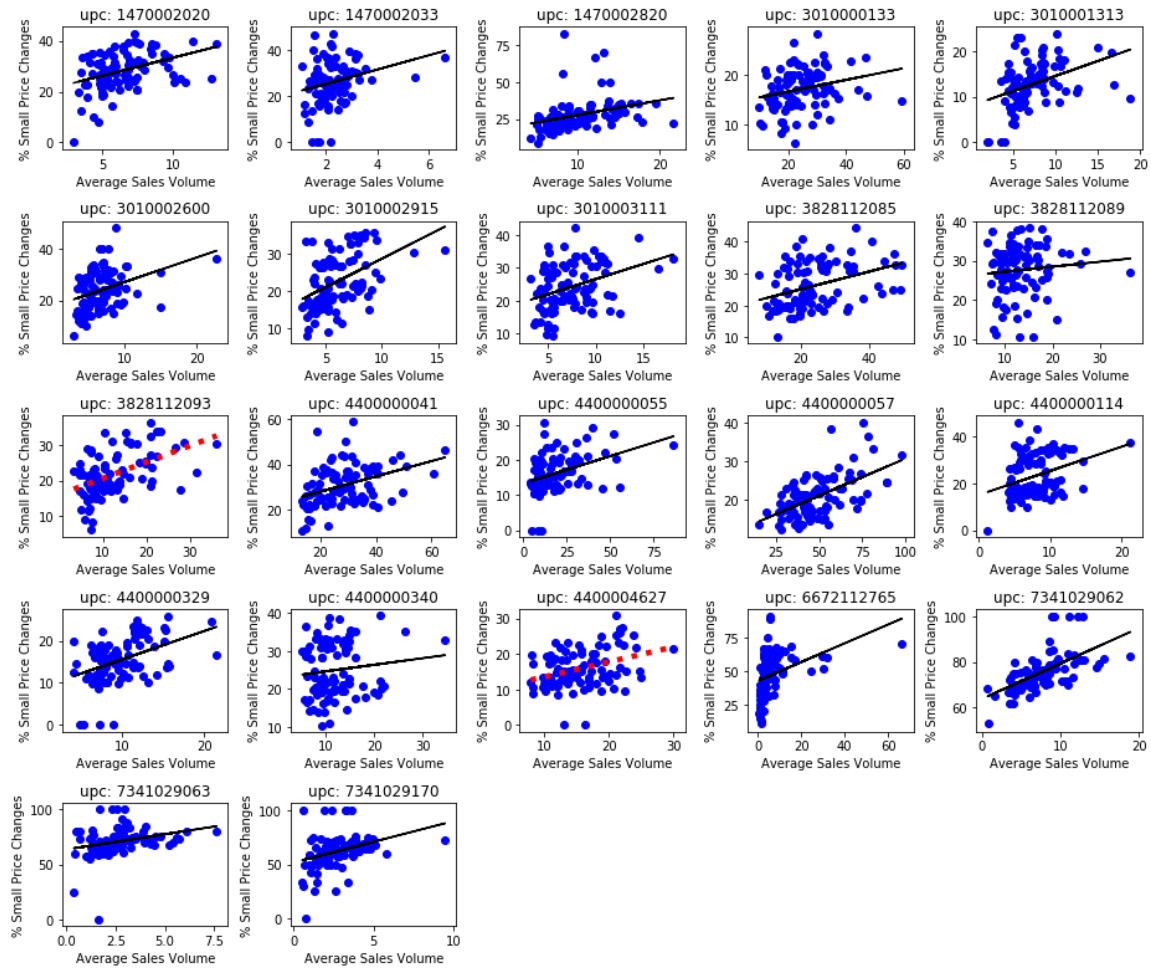 upc: 1470002020
% Small Price Changes
40
20
0
5 10
Average Sales Volume
upc: 1470002033
% Small Price Changes
40
20
0
2 4 6
Average Sales Volume
upc: 1470002820
% Small Price Changes
75
50
25
10 20
Average Sales Volume
upc: 3010000133
% Small Price Changes
20
10
20 40 60
Average Sales Volume
upc: 3010001313
% Small Price Changes
20
10
0
5 10 15 20
Average Sales Volume
upc: 3010002600
% Small Price Changes
40
20
10 20
Average Sales Volume
upc: 3010002915
% Small Price Changes
30
20
10
5 10 15
Average Sales Volume
upc: 3010003111
% Small Price Changes
40
30
20
10
5 10 15
Average Sales Volume
upc: 3828112085
% Small Price Changes
40
30
20
10
20 40
Average Sales Volume
upc: 3828112089
% Small Price Changes
40
30
20
10
10 20 30
Average Sales Volume
upc: 3828112093
% Small Price Changes
30
20
10
10 20 30
Average Sales Volume
upc: 4400000041
% Small Price Changes
60
40
20
20 40 60
Average Sales Volume
upc: 4400000055
% Small Price Changes
30
20
10
0
0 25 50 75
Average Sales Volume
upc: 4400000057
% Small Price Changes
40
30
20
25 50 75 100
Average Sales Volume
upc: 4400000114
% Small Price Changes
40
20
0
10 20
Average Sales Volume
upc: 4400000329
% Small Price Changes
20
10
0
10 20
Average Sales Volume
upc: 4400000340
% Small Price Changes
40
30
20
10
10 20 30
Average Sales Volume
upc: 4400004627
% Small Price Changes
30
20
10
0
10 20 30
Average Sales Volume
upc: 6672112765
% Small Price Changes
75
50
25
0 20 40 60
Average Sales Volume
upc: 7341029062
% Small Price Changes
100
80
60
0 5 10 15 20
Average Sales Volume
upc: 7341029063
% Small Price Changes
100
50
0
0.0 2.5 5.0 7.5
Average Sales Volume
upc: 7341029170
% Small Price Changes
100
50
0
0 5 10
Average Sales Volume